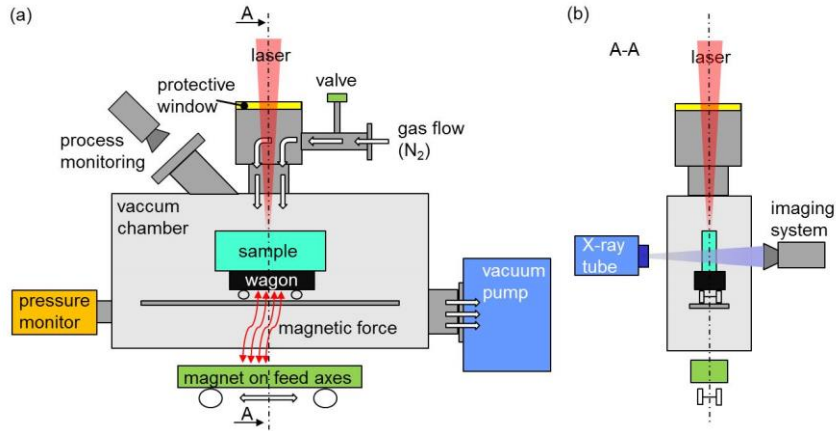 (a)
A
laser
protective
window
valve
process
monitoring
gas flow
(N₂)
vaccum
chamber
sample
wagon
pressure
monitor
magnetic force
vacuum
pump
magnet on feed axes
A
(b)
A-A
laser
X-ray
tube
imaging
system